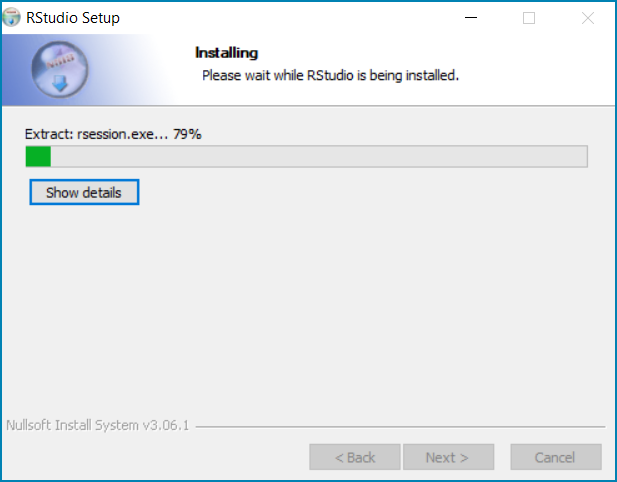 RStudio Setup
Installing
Please wait while RStudio is being installed.
Extract: rsession.exe... 79%
Show details
Nullsoft Install System v3.06.1
< Back
Next >
Cancel